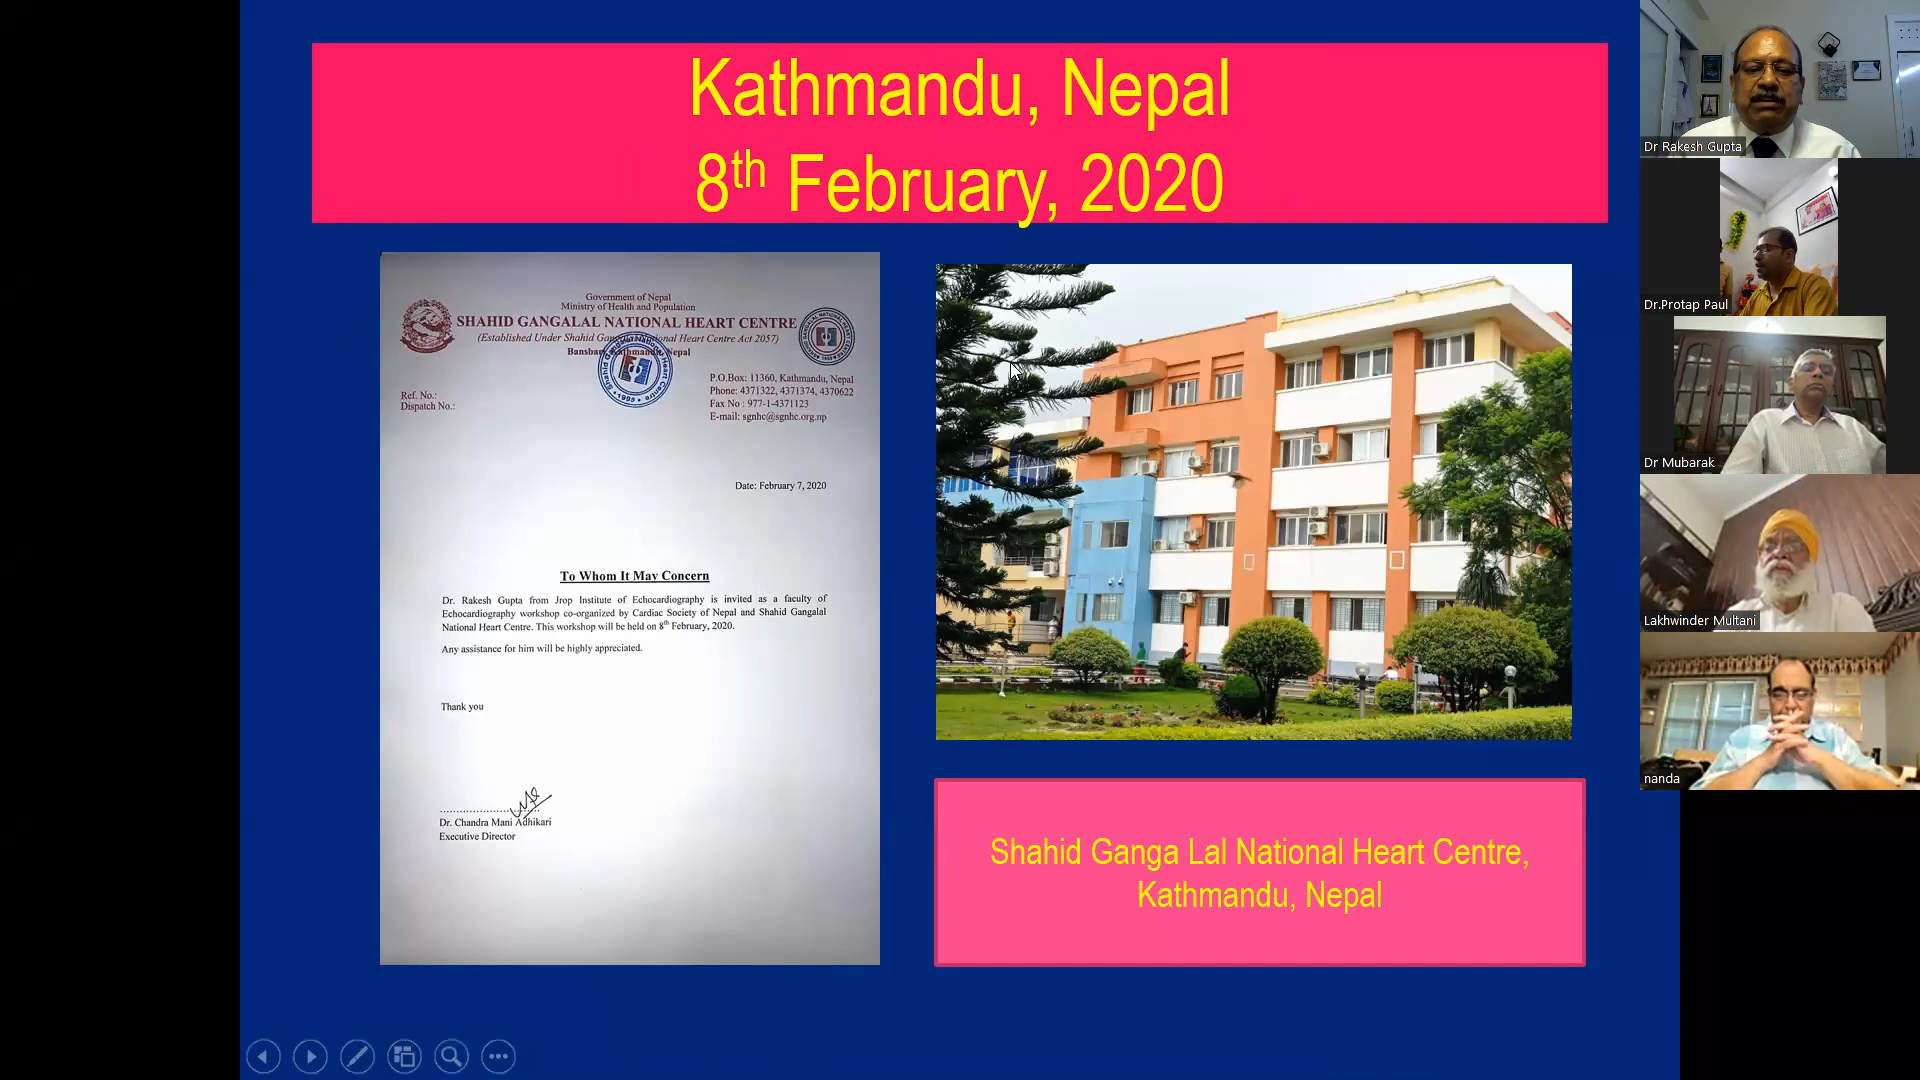 Kathmandu, Nepal
8th February, 2020
Government of Nepal
Ministry of Health and Population
SHAHID GANGALAL NATIONAL HEART CENTRE
(Established Under Shahid Gangalal National Heart Centre Act 2057)
Bansbari, Kathmandu, Nepal
P.O.Box: 11360, Kathmandu, Nepal
Phone: 4371322, 4371374, 4370622
Fax No : 977-1-4371123
E-mail: sgnhc@sgnhc.org.np
Ref. No.:
Dispatch No.:
Date: February 7, 2020
To Whom It May Concern
Dr. Rakesh Gupta from Jrop Institute of Echocardiography is invited as a faculty of
Echocardiography workshop co-organized by Cardiac Society of Nepal and Shahid Gangalal
National Heart Centre. This workshop will be held on 8th February, 2020.
Any assistance for him will be highly appreciated.
Thank you
Dr. Chandra Mani Adhikari
Executive Director
Shahid Ganga Lal National Heart Centre,
Kathmandu, Nepal
Dr Rakesh Gupta
Dr.Protap Paul
Dr Mubarak
Lakhwinder Multani
nanda